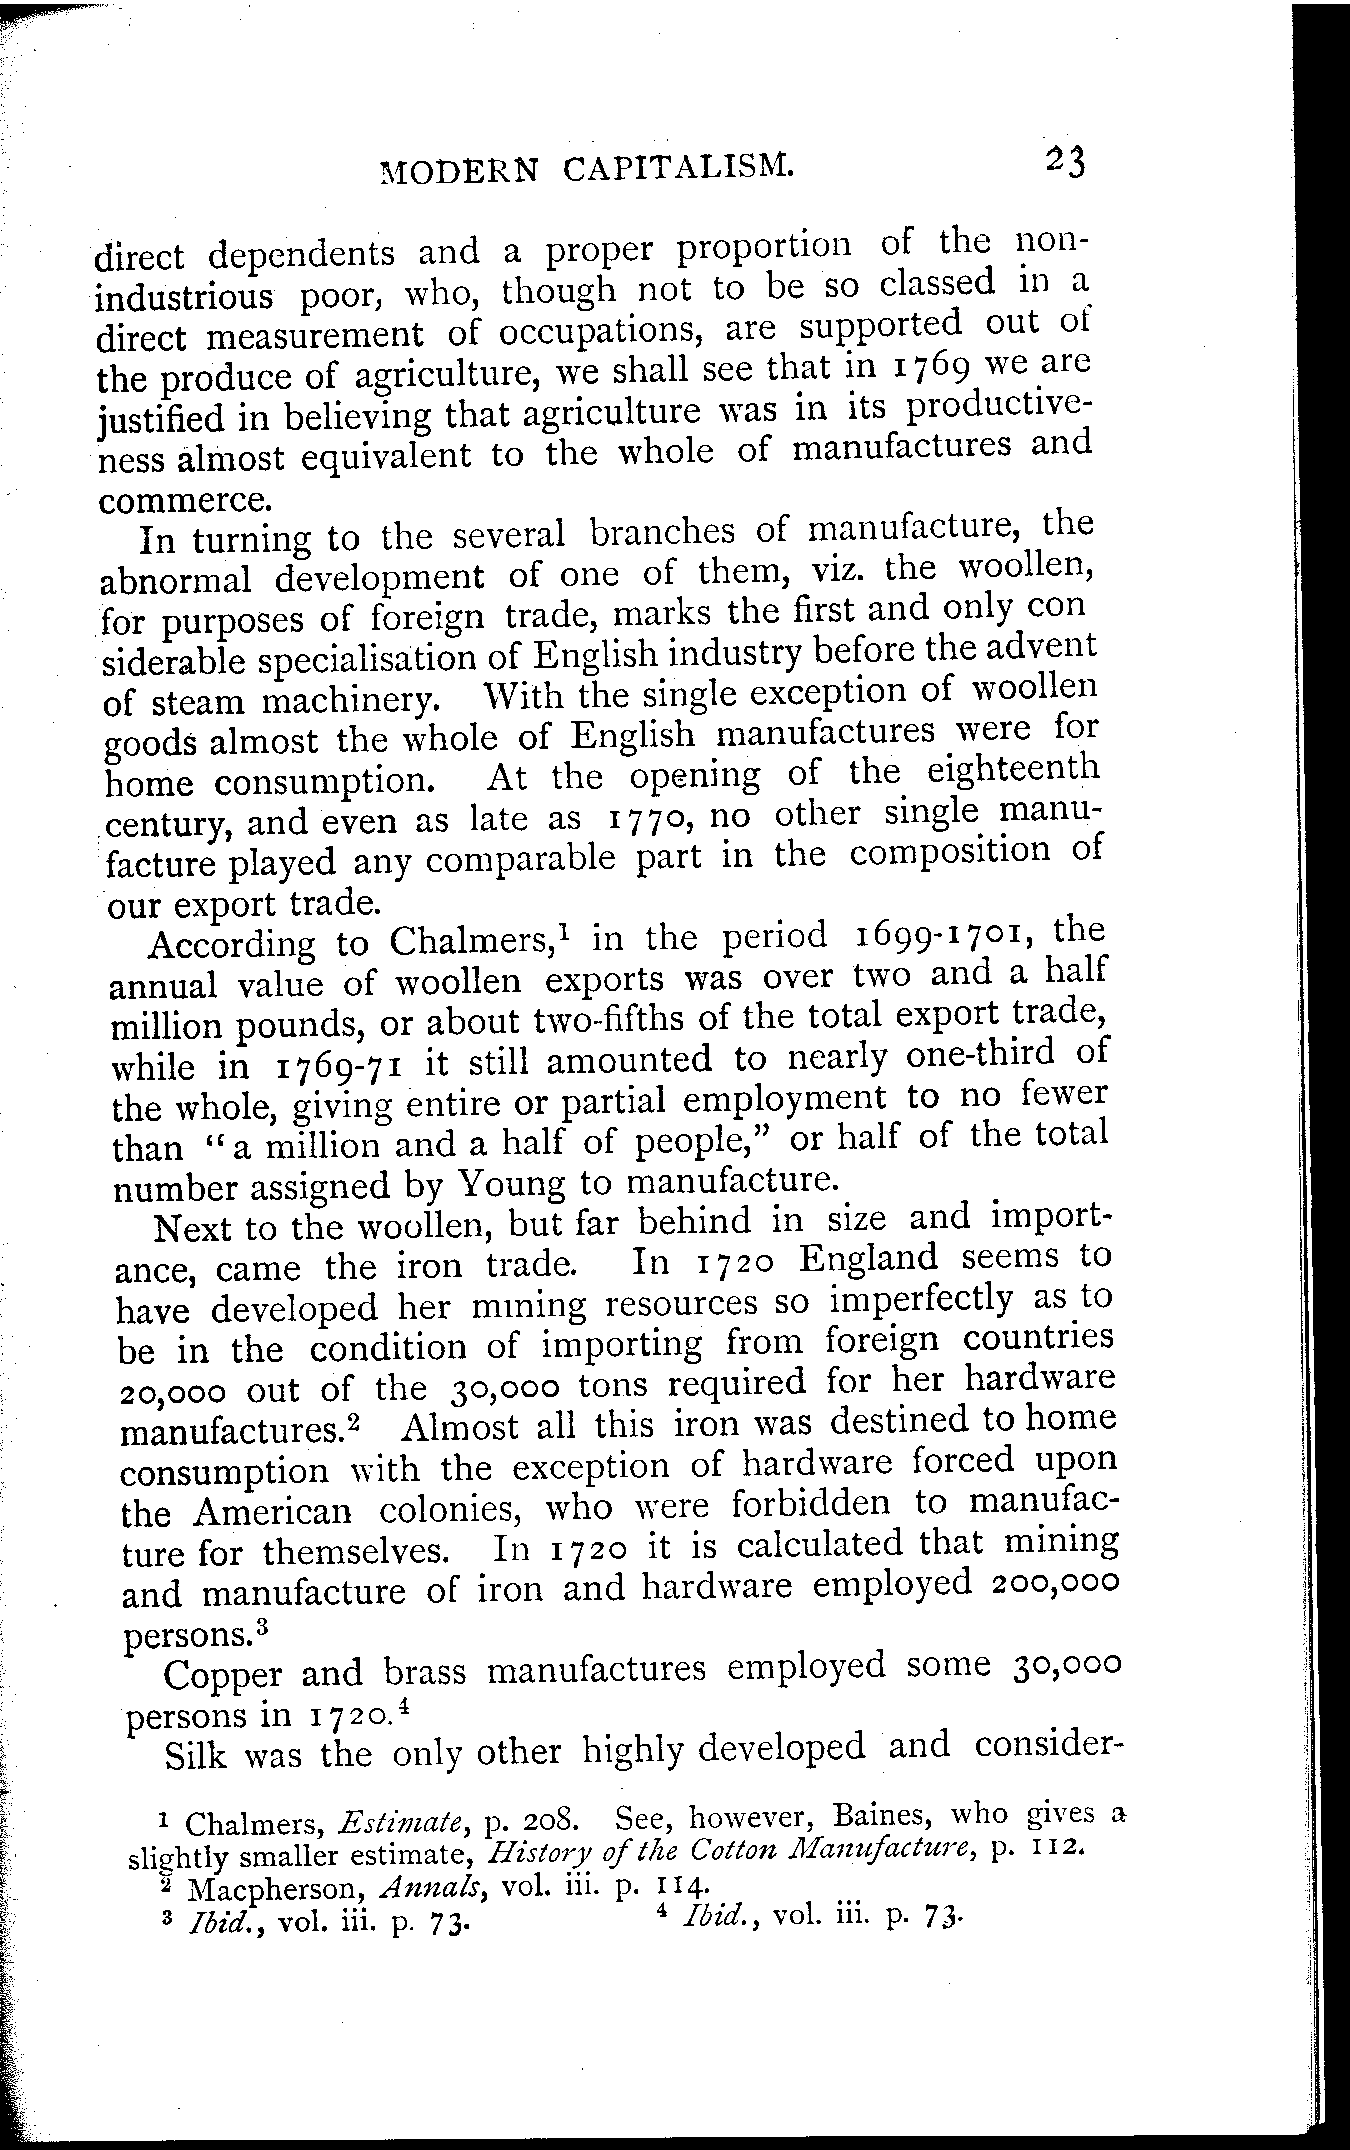 MODERN CAPITALISM. 23
direct dependents and a proper proportion of the non-
industrious poor, who, though not to be so classed in a
direct measurement of occupations, are supported out of
the produce of agriculture, we shall see that in 1769 we are
justified in believing that agriculture was in its productive-
ness almost equivalent to the whole of manufactures and
commerce.
In turning to the several branches of manufacture, the
abnormal development of one of them, viz. the woollen,
for purposes of foreign trade, marks the first and only con
siderable specialisation of English industry before the advent
of steam machinery. With the single exception of woollen
goods almost the whole of English manufactures were for
home consumption. At the opening of the eighteenth
century, and even as late as 1770, no other single manu-
facture played any comparable part in the composition of
our export trade.
According to Chalmers,¹ in the period 1699-1701, the
annual value of woollen exports was over two and a half
million pounds, or about two-fifths of the total export trade,
while in 1769-71 it still amounted to nearly one-third of
the whole, giving entire or partial employment to no fewer
than "a million and a half of people," or half of the total
number assigned by Young to manufacture.
Next to the woollen, but far behind in size and import-
ance, came the iron trade. In 1720 England seems to
have developed her mining resources so imperfectly as to
be in the condition of importing from foreign countries
20,000 out of the 30,000 tons required for her hardware
manufactures.² Almost all this iron was destined to home
consumption with the exception of hardware forced upon
the American colonies, who were forbidden to manufac-
ture for themselves. In 1720 it is calculated that mining
and manufacture of iron and hardware employed 200,000
persons.³
Copper and brass manufactures employed some 30,000
persons in 1720.⁴
Silk was the only other highly developed and consider-
¹ Chalmers, Estimate, p. 208. See, however, Baines, who gives a
slightly smaller estimate, History of the Cotton Manufacture, p. 112.
² Macpherson, Annals, vol. iii. p. 114.
³ Ibid., vol. iii. p. 73. ⁴ Ibid., vol. iii. p. 73.